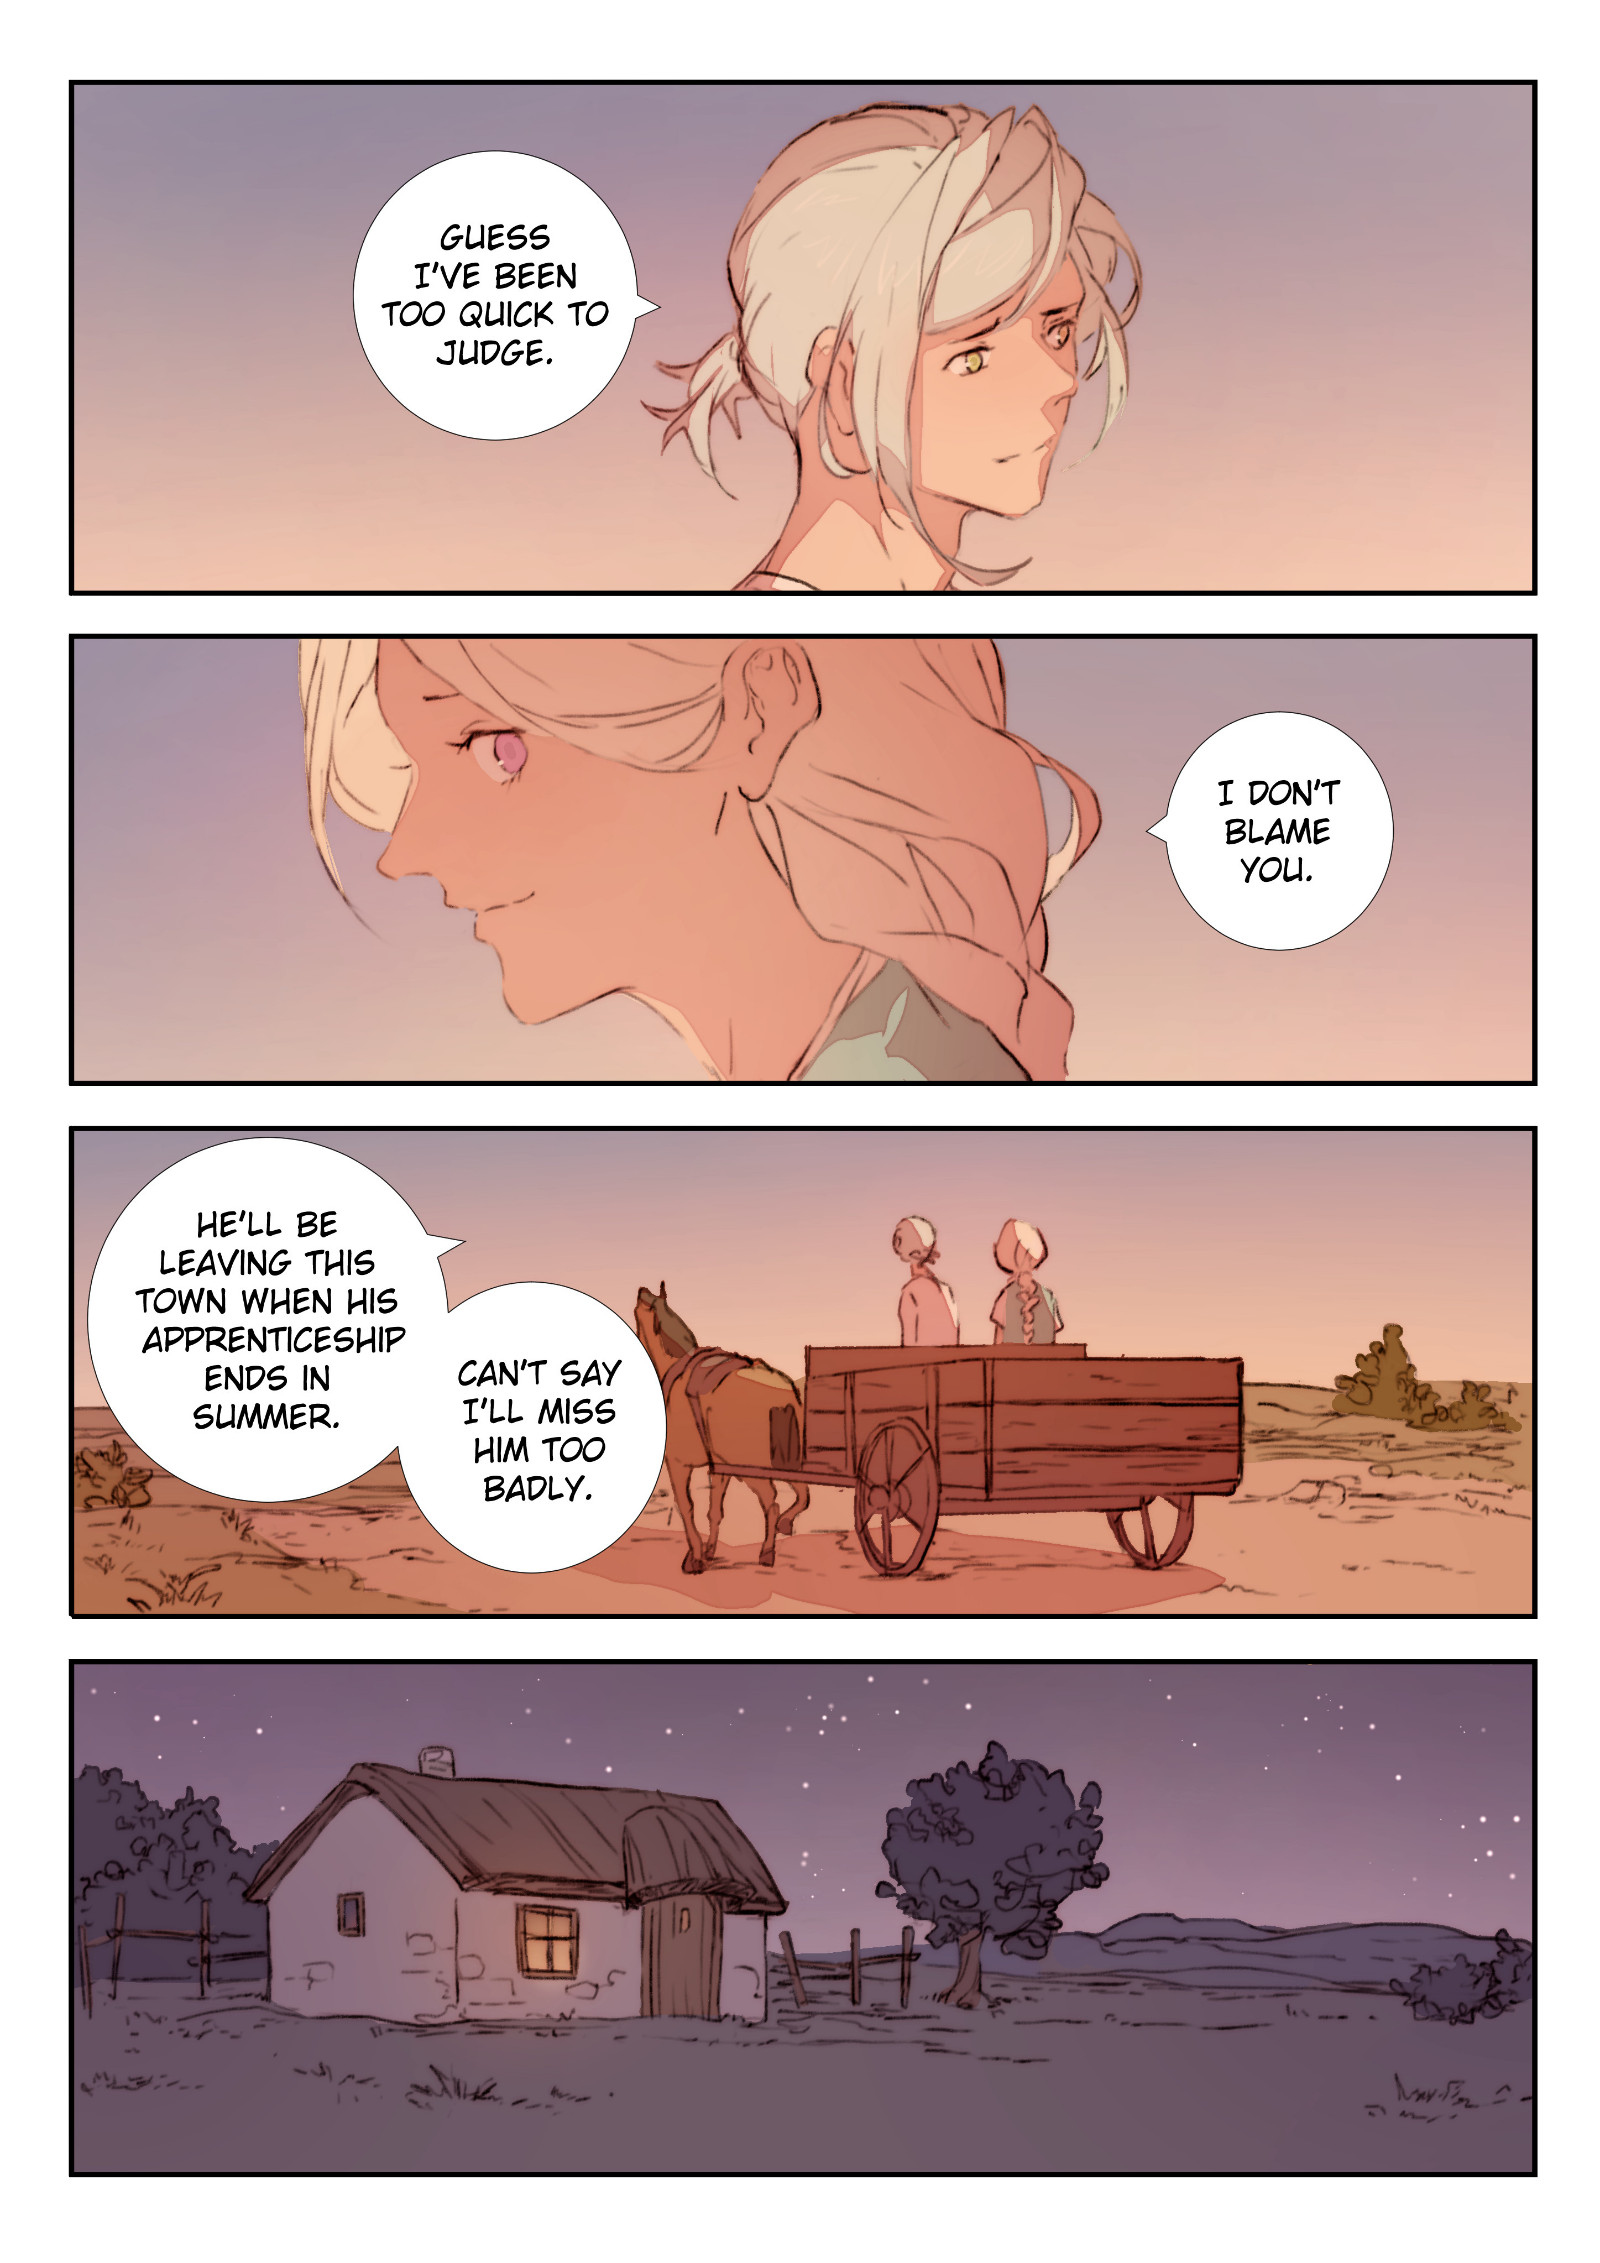 GUESS
I'VE BEEN
TOO QUICK TO
JUDGE.
I DON'T
BLAME
YOU.
HE'LL BE
LEAVING THIS
TOWN WHEN HIS
APPRENTICESHIP
ENDS IN
SUMMER.
CAN'T SAY
I'LL MISS
HIM TOO
BADLY.